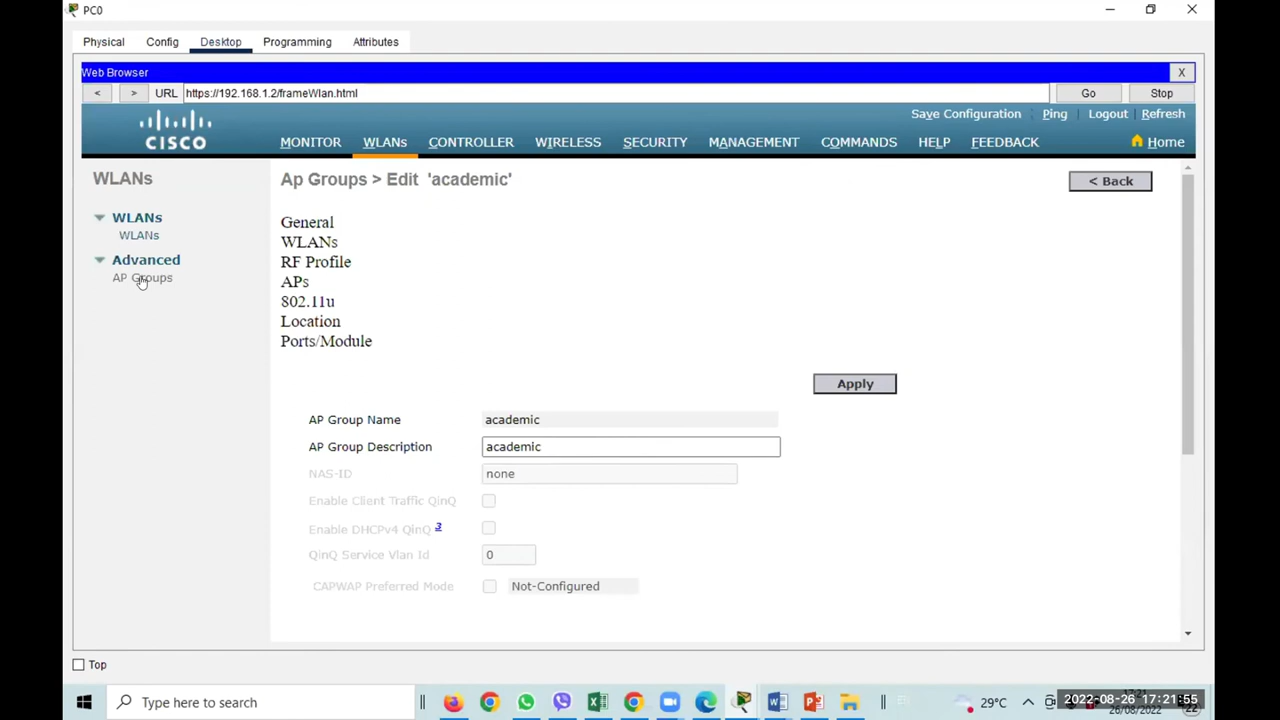 PC0
Physical Config Desktop Programming Attributes
Web Browser X
< > URL https://192.168.1.2/frameWlan.html Go Stop
Save Configuration Ping Logout Refresh
CISCO MONITOR WLANs CONTROLLER WIRELESS SECURITY MANAGEMENT COMMANDS HELP FEEDBACK Home
WLANs
WLANs
WLANs
Advanced
AP Groups
Ap Groups > Edit 'academic' < Back
General
WLANs
RF Profile
APs
802.11u
Location
Ports/Module
Apply
AP Group Name academic
AP Group Description academic
NAS-ID none
Enable Client Traffic QinQ
Enable DHCPv4 QinQ 3
QinQ Service Vlan Id 0
CAPWAP Preferred Mode Not-Configured
Top
Type here to search 29°C
26/08/2022 22